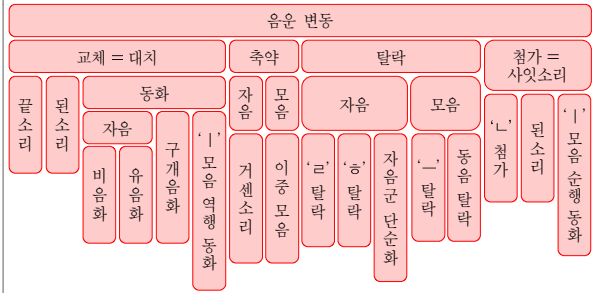 음운 변동
교체 = 대치
축약
탈락
첨가 =
사잇소리
끝소리
된소리
동화
자음
모음
자음
모음
‘ㄴ’ 첨가
된소리
‘ㅣ’ 모음 순행 동화
자음
구개음화
‘ㅣ’ 모음 역행 동화
비음화
유음화
거센소리
이중 모음
‘ㄹ’ 탈락
‘ㅎ’ 탈락
자음군 단순화
‘ㅡ’ 탈락
동음 탈락